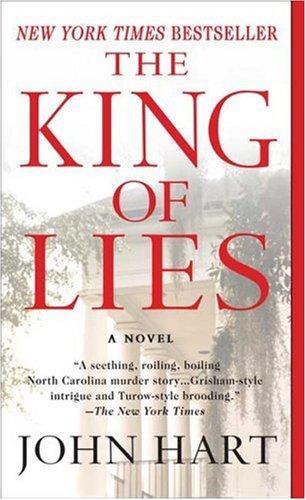 NEW YORK TIMES BESTSELLER
THE
KING
OF
LIES
A NOVEL
“A seething, roiling, boiling
North Carolina murder story...Grisham-style
intrigue and Turow-style brooding.”
—The New York Times
JOHN HART